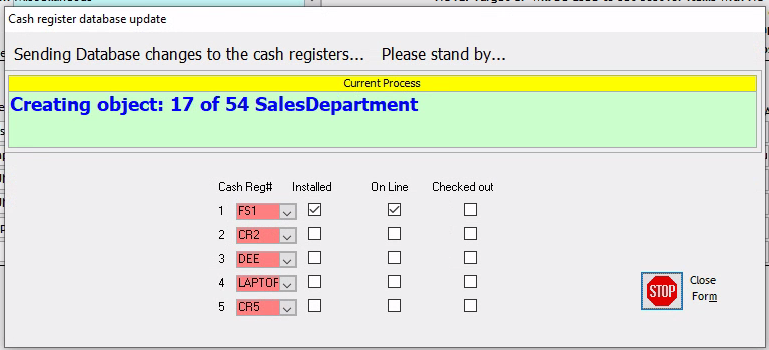 Miscellaneous
Cash register database update
Sending Database changes to the cash registers... Please stand by...
Current Process
Creating object: 17 of 54 SalesDepartment
Cash Reg# Installed On Line Checked out
1 FS1
2 CR2
3 DEE
4 LAPTOF
5 CR5
STOP Close Form